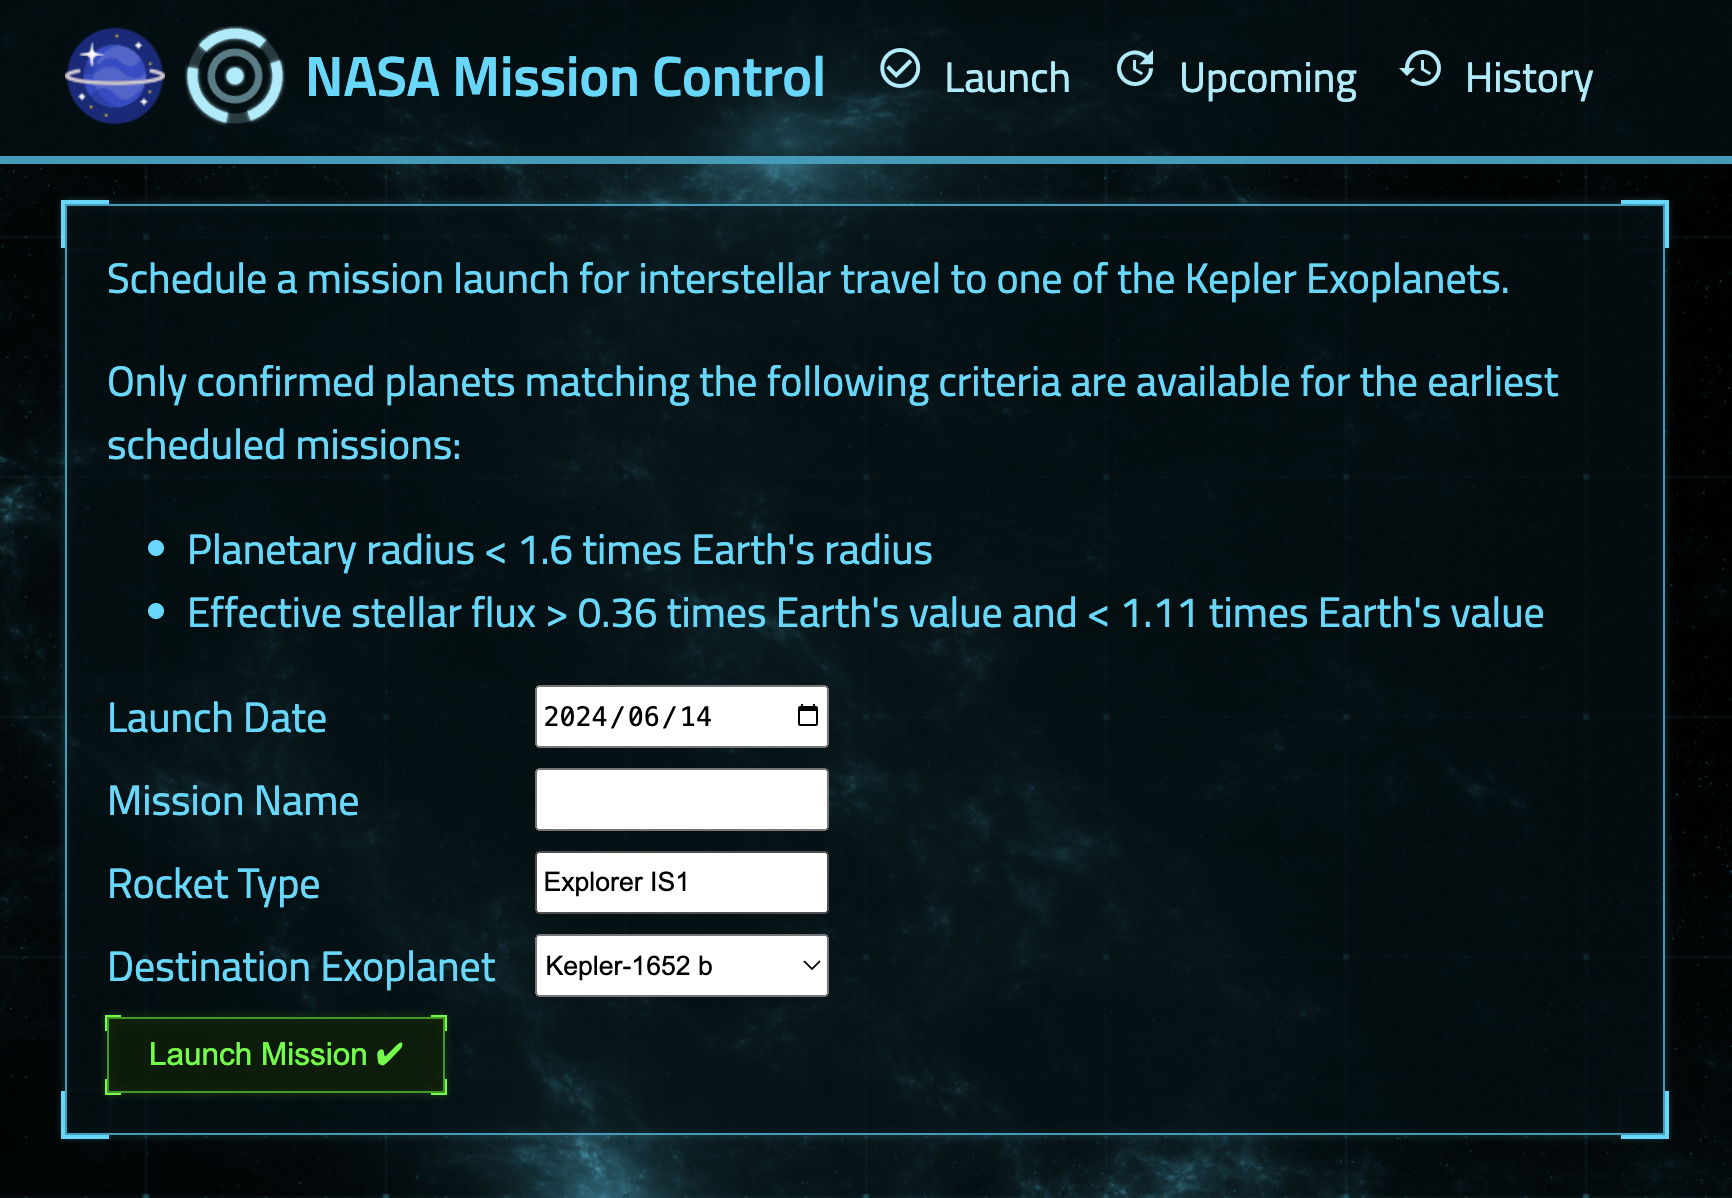 NASA Mission Control
Launch
Upcoming
History
Schedule a mission launch for interstellar travel to one of the Kepler Exoplanets.
Only confirmed planets matching the following criteria are available for the earliest
scheduled missions:
• Planetary radius < 1.6 times Earth's radius
• Effective stellar flux > 0.36 times Earth's value and < 1.11 times Earth's value
Launch Date 2024/06/14
Mission Name
Rocket Type Explorer IS1
Destination Exoplanet Kepler-1652 b
Launch Mission ✔